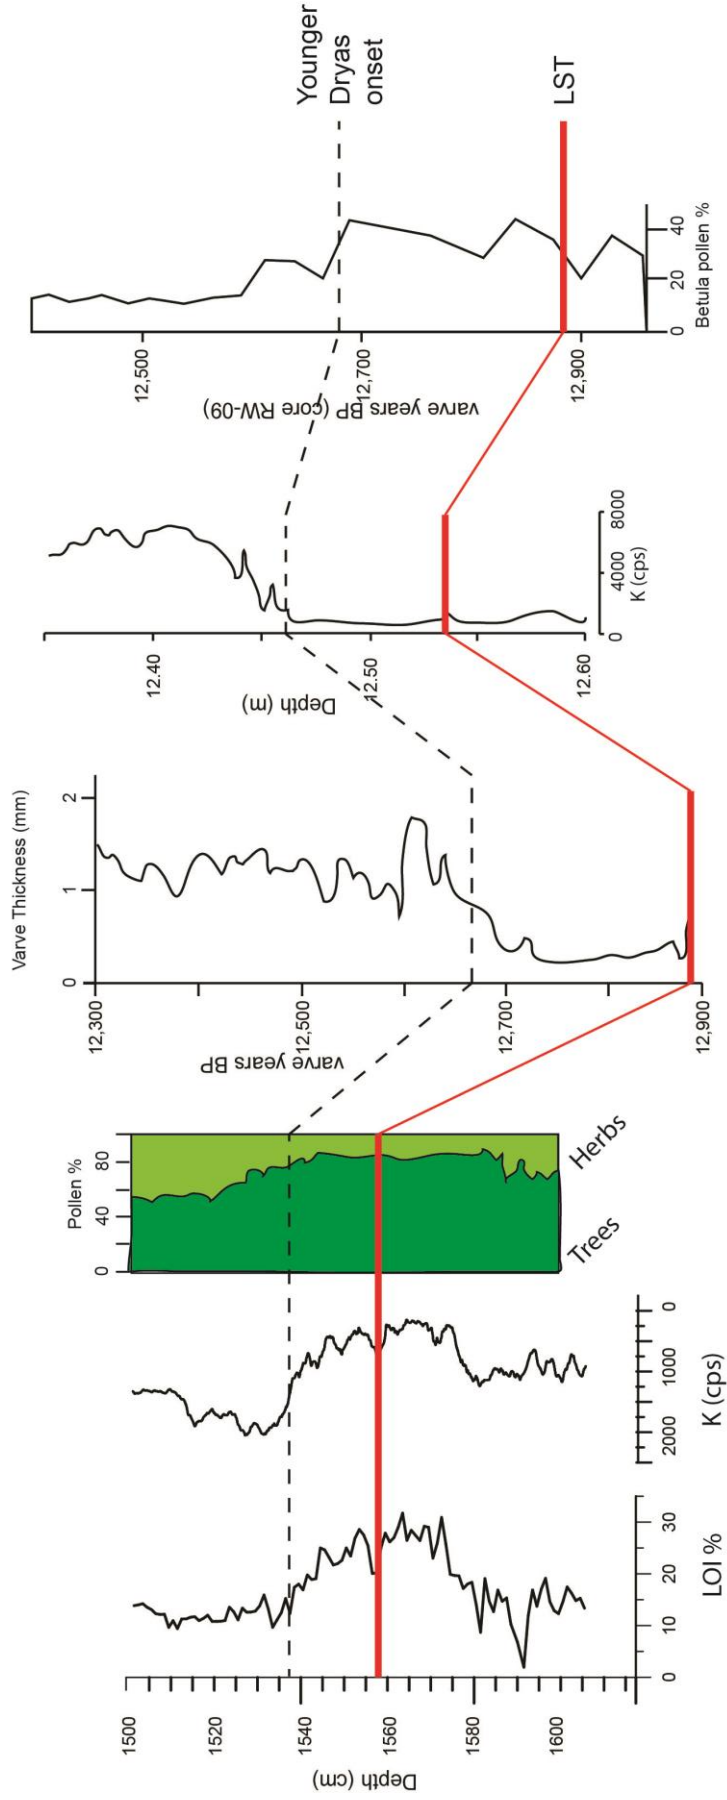 Younger
Dryas
onset
LST
12,500
12,700
12,900
varve years BP (core RW-09)
0
20
40
Betula pollen %
12.40
12.50
12.60
Depth (m)
0
4000
8000
K (cps)
Varve Thickness (mm)
0
1
2
12,300
12,500
12,700
12,900
varve years BP
Pollen %
0
40
80
Trees
Herbs
2000
1000
0
K (cps)
0
10
20
30
LOI %
1500
1520
1540
1560
1580
1600
Depth (cm)